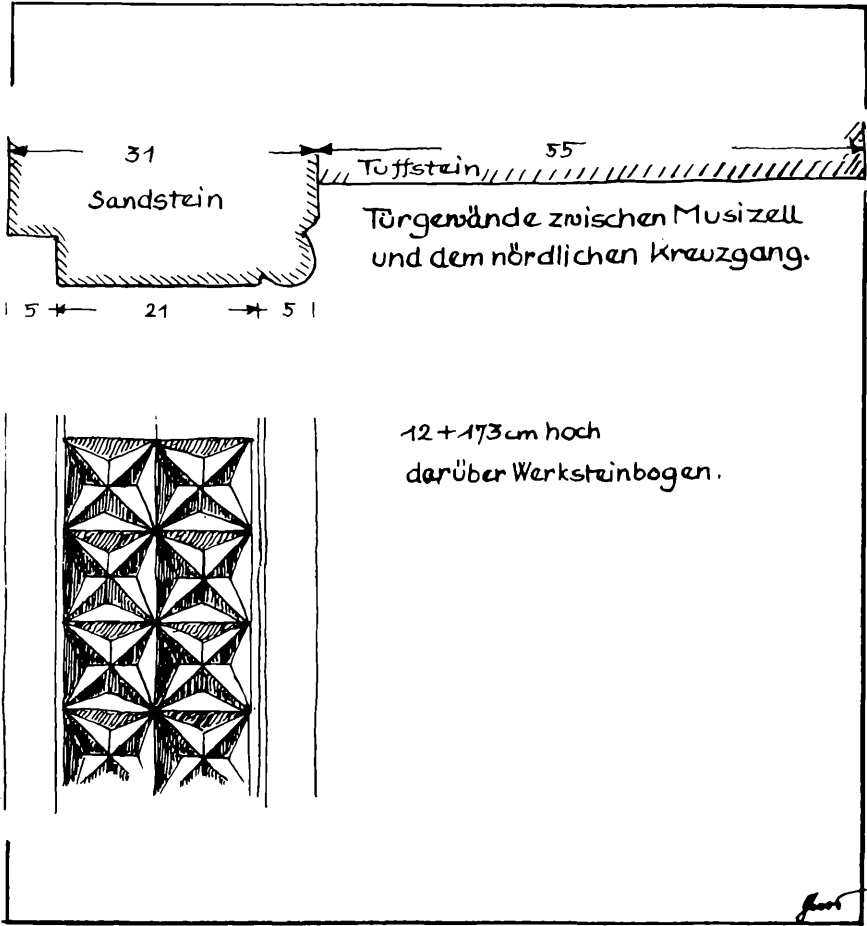 31 55
Tuffstein
Sandstein
Türgewände zwischen Musizell
und dem nördlichen Kreuzgang.
5 21 5
12 + 173 cm hoch
darüber Werksteinbogen.